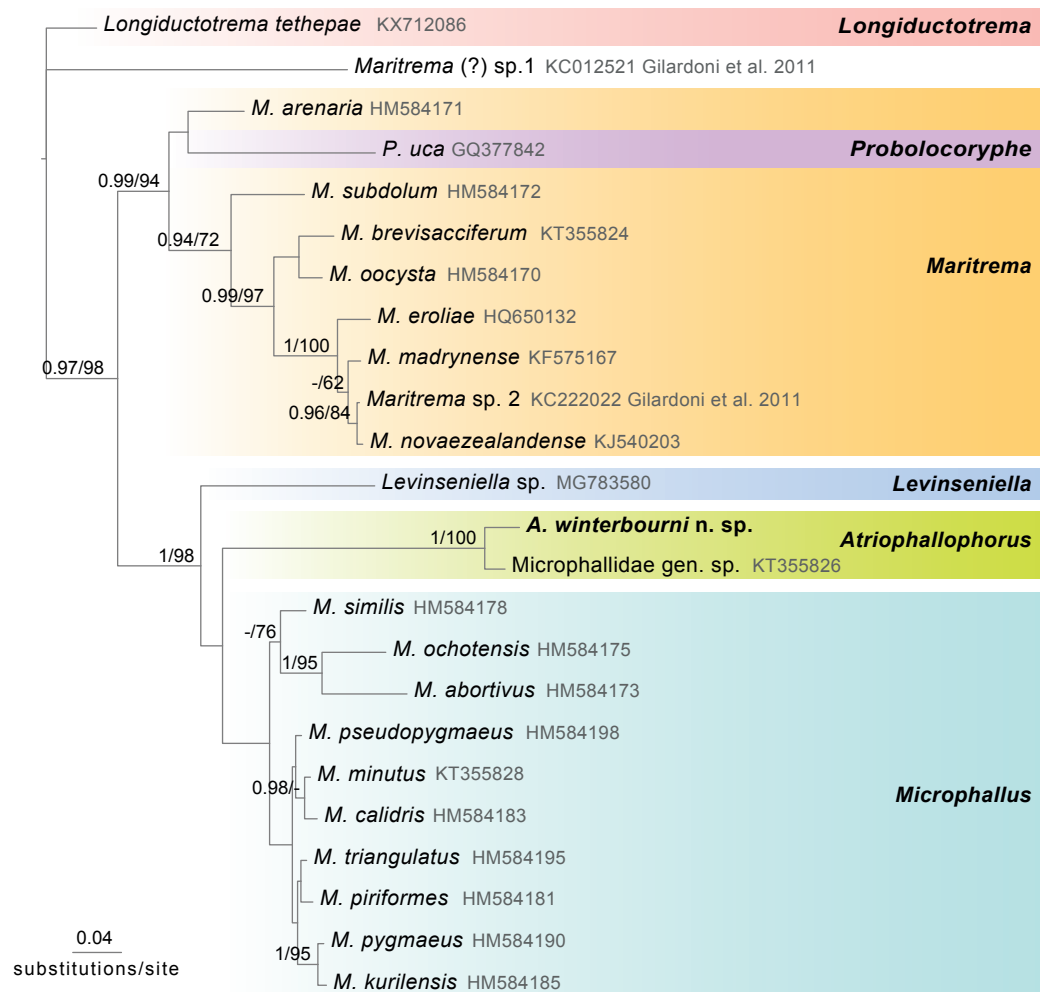 Longiductotrema tethepae KX712086 Longiductotrema
Maritrema (?) sp.1 KC012521 Gilardoni et al. 2011
M. arenaria HM584171
P. uca GQ377842 Probolocoryphe
0.99/94
M. subdolum HM584172
0.94/72
M. brevisacciferum KT355824
Maritrema
M. oocysta HM584170
0.99/97
M. eroliae HQ650132
1/100
M. madrynense KF575167
0.97/98
-/62
Maritrema sp. 2 KC222022 Gilardoni et al. 2011
0.96/84
M. novaezealandense KJ540203
Levinseniella sp. MG783580 Levinseniella
A. winterbourni n. sp.
1/100
Atriophallophorus
1/98
Microphallidae gen. sp. KT355826
M. similis HM584178
-/76
M. ochotensis HM584175
1/95
M. abortivus HM584173
M. pseudopygmaeus HM584198
M. minutus KT355828
0.98/-
Microphallus
M. calidris HM584183
M. triangulatus HM584195
M. piriformes HM584181
0.04
substitutions/site
M. pygmaeus HM584190
1/95
M. kurilensis HM584185